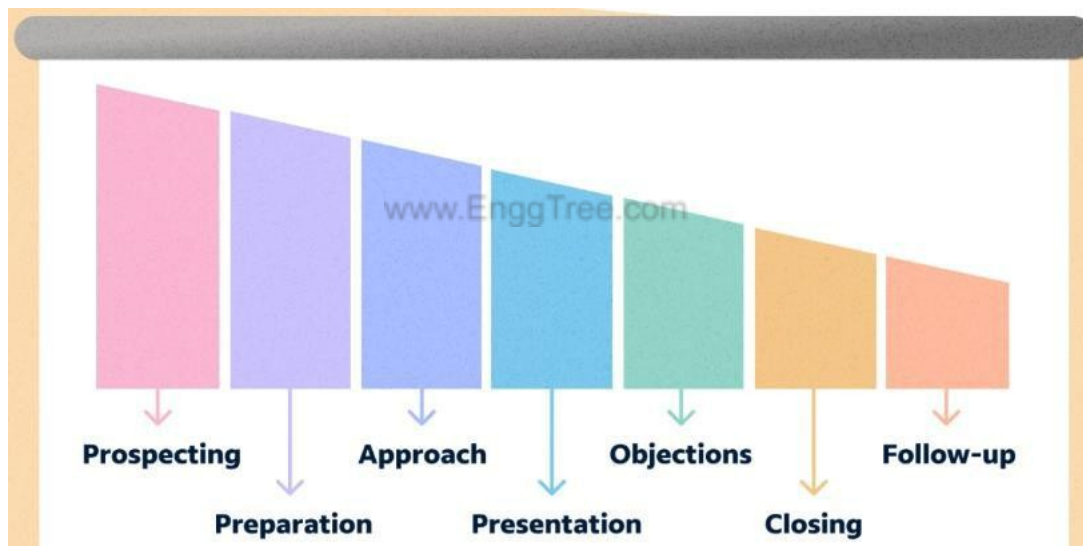 www.EnggTree.com
Prospecting
Approach
Objections
Follow-up
Preparation
Presentation
Closing